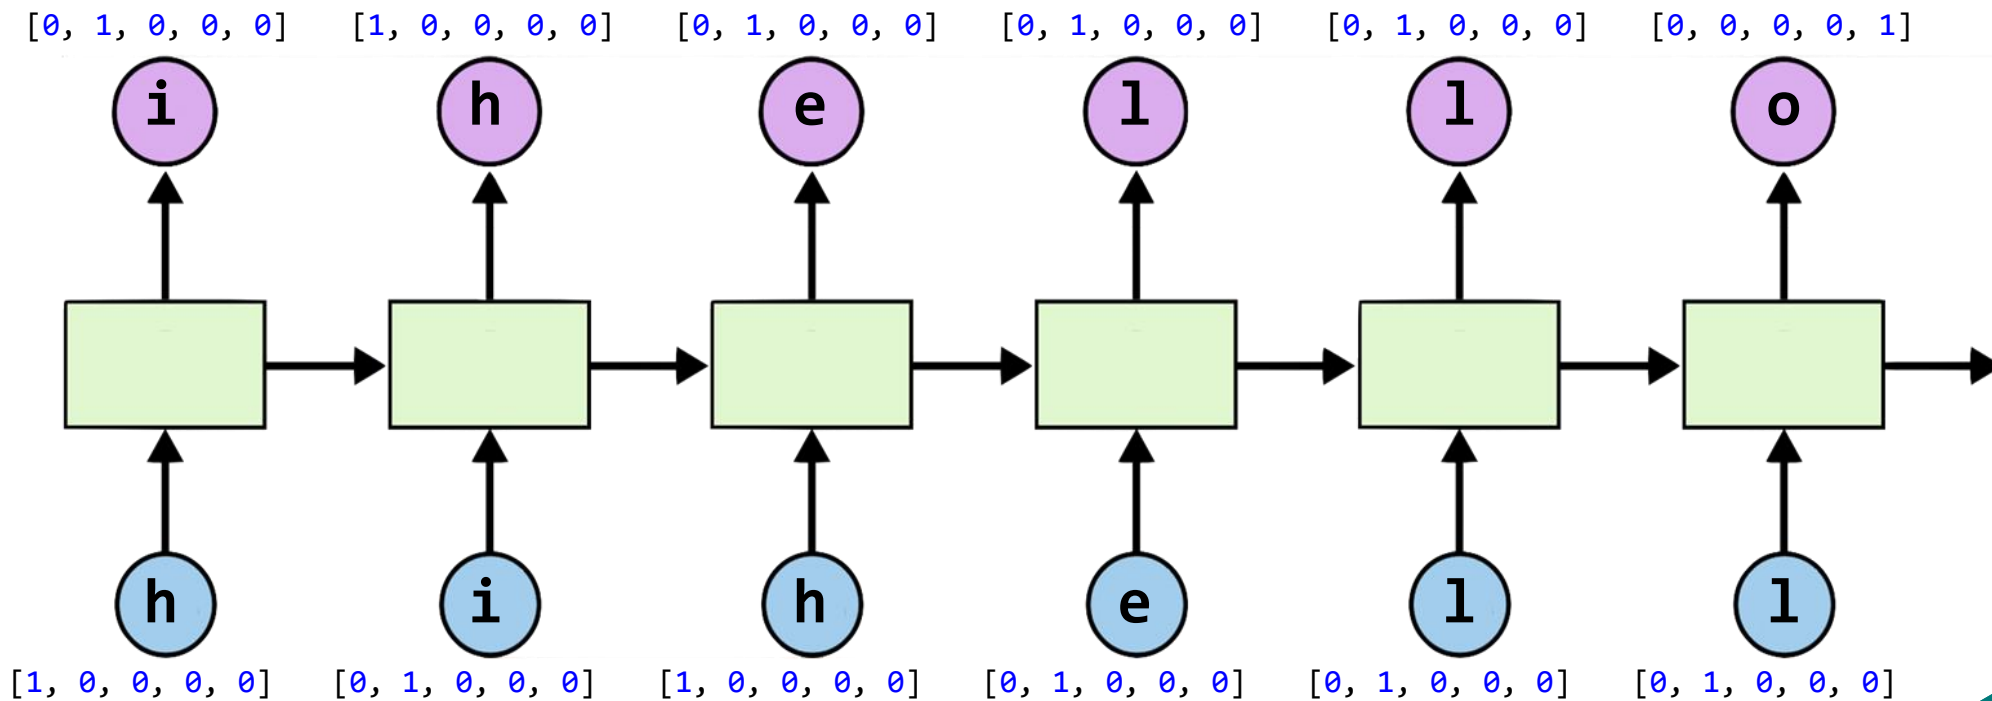 [0, 1, 0, 0, 0] [1, 0, 0, 0, 0] [0, 1, 0, 0, 0] [0, 1, 0, 0, 0] [0, 1, 0, 0, 0] [0, 0, 0, 0, 1]
i h e l l o
h i h e l l
[1, 0, 0, 0, 0] [0, 1, 0, 0, 0] [1, 0, 0, 0, 0] [0, 1, 0, 0, 0] [0, 1, 0, 0, 0] [0, 1, 0, 0, 0]